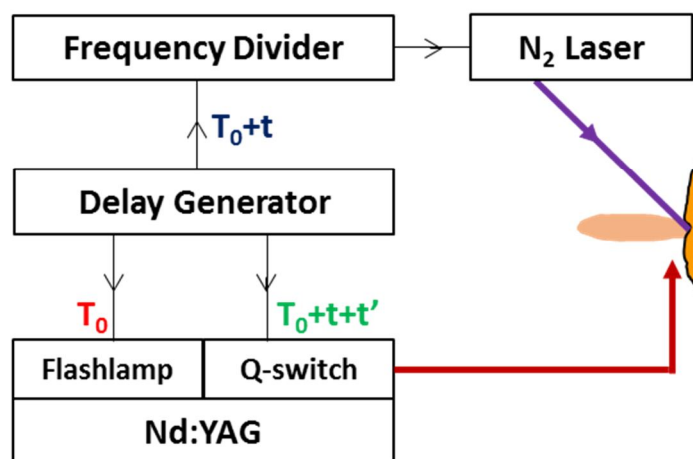 Frequency Divider
N₂ Laser
T₀+t
Delay Generator
T₀
T₀+t+t’
Flashlamp
Q-switch
Nd:YAG